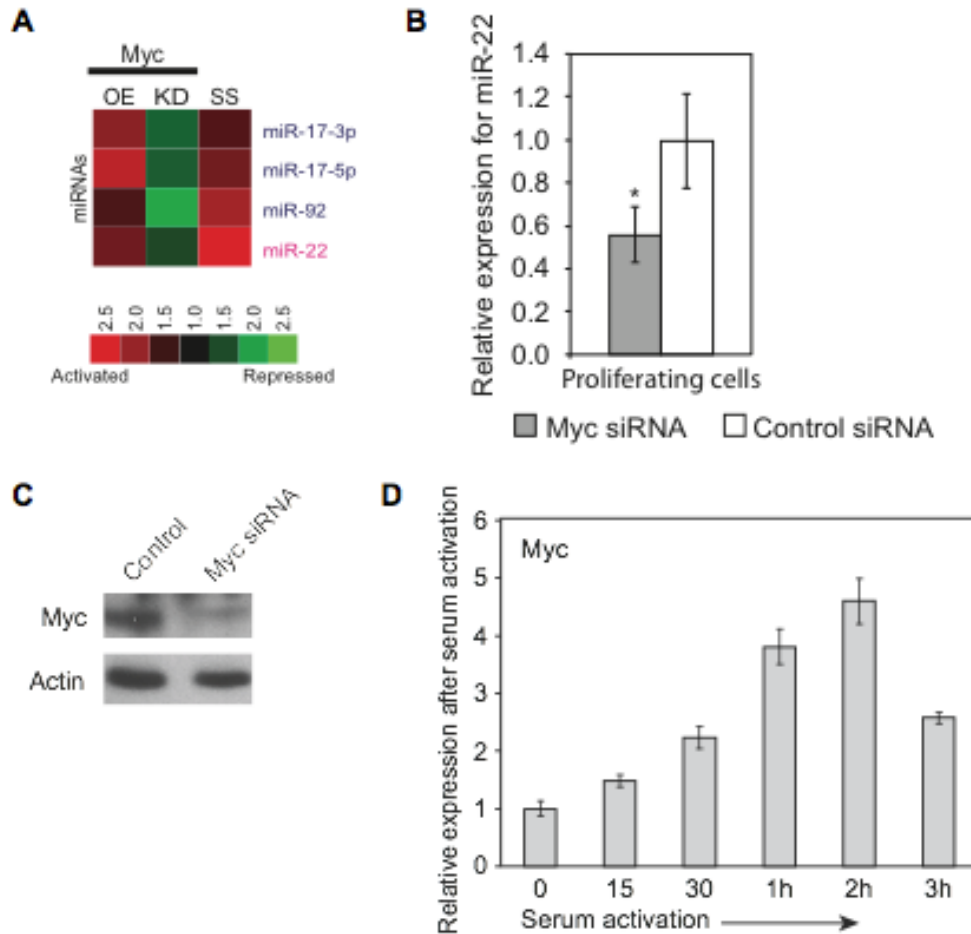 A
Myc
OE KD SS
miRNAs
miR-17-3p
miR-17-5p
miR-92
miR-22
2.5 2.0 1.5 1.0 1.5 2.0 2.5
Activated Repressed
B
Relative expression for miR-22
1.4
1.2
1.0
0.8
0.6
0.4
0.2
0.0
*
Proliferating cells
Myc siRNA Control siRNA
C
Control Myc siRNA
Myc
Actin
D
Relative expression after serum activation
6
5
4
3
2
1
0
Myc
0 15 30 1h 2h 3h
Serum activation